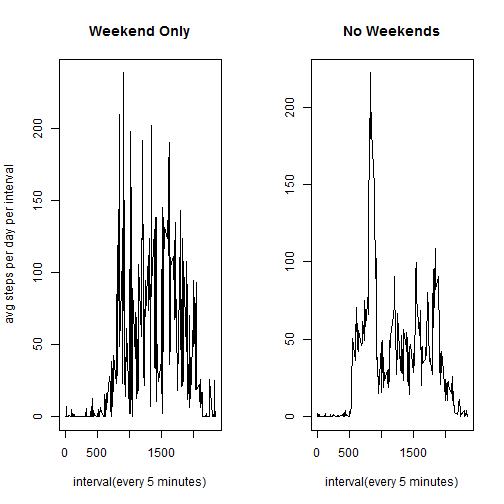 Weekend Only
avg steps per day per interval
0 50 100 150 200
0 500 1500
interval(every 5 minutes)
No Weekends
0 50 100 150 200
0 500 1500
interval(every 5 minutes)